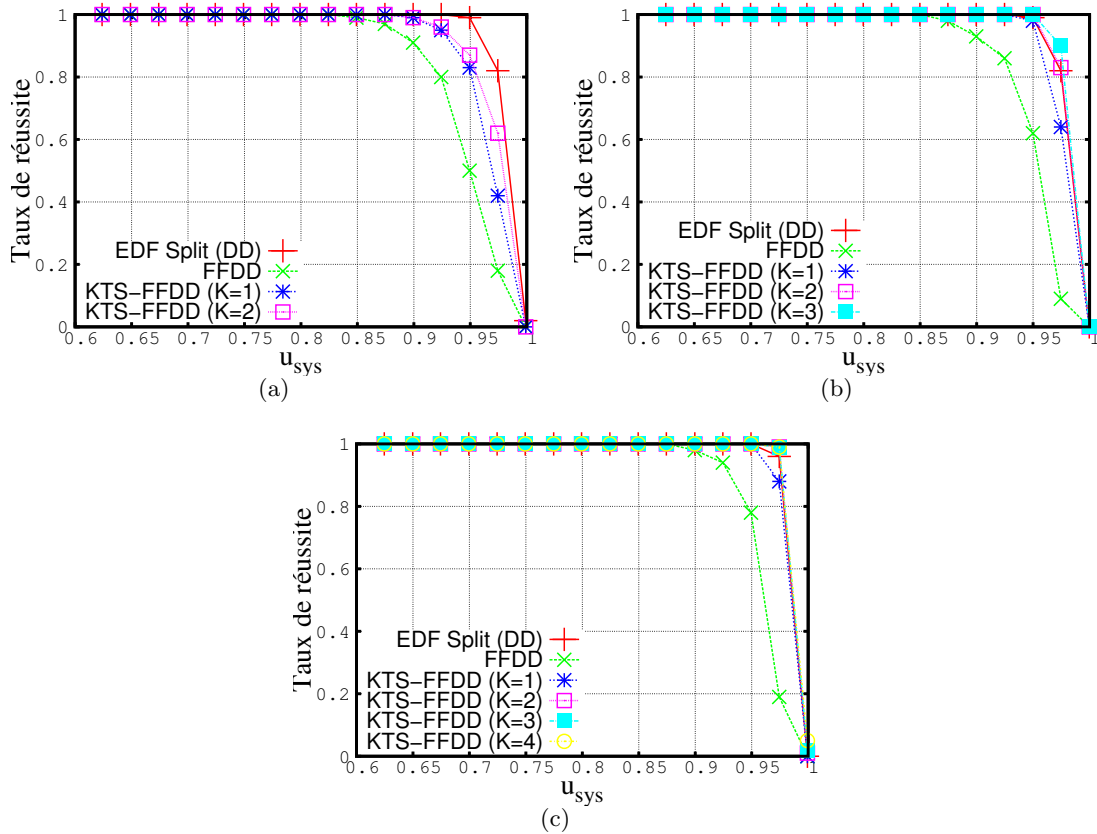 Taux de réussite
1
0.8
0.6
0.4
0.2
0
EDF Split (DD)
FFDD
KTS-FFDD (K=1)
KTS-FFDD (K=2)
0.6 0.65 0.7 0.75 0.8 0.85 0.9 0.95 1
u_sys
(a)
Taux de réussite
1
0.8
0.6
0.4
0.2
0
EDF Split (DD)
FFDD
KTS-FFDD (K=1)
KTS-FFDD (K=2)
KTS-FFDD (K=3)
0.6 0.65 0.7 0.75 0.8 0.85 0.9 0.95 1
u_sys
(b)
Taux de réussite
1
0.8
0.6
0.4
0.2
0
EDF Split (DD)
FFDD
KTS-FFDD (K=1)
KTS-FFDD (K=2)
KTS-FFDD (K=3)
KTS-FFDD (K=4)
0.6 0.65 0.7 0.75 0.8 0.85 0.9 0.95 1
u_sys
(c)